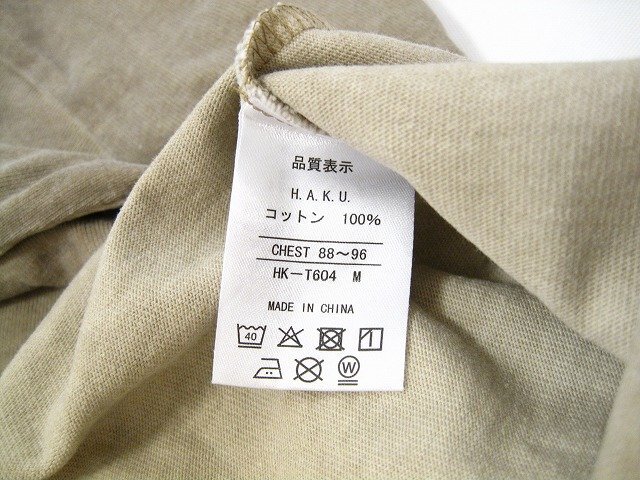 品質表示
H.A.K.U.
コットン 100%
CHEST 88～96
HK-T604 M
MADE IN CHINA
40
W